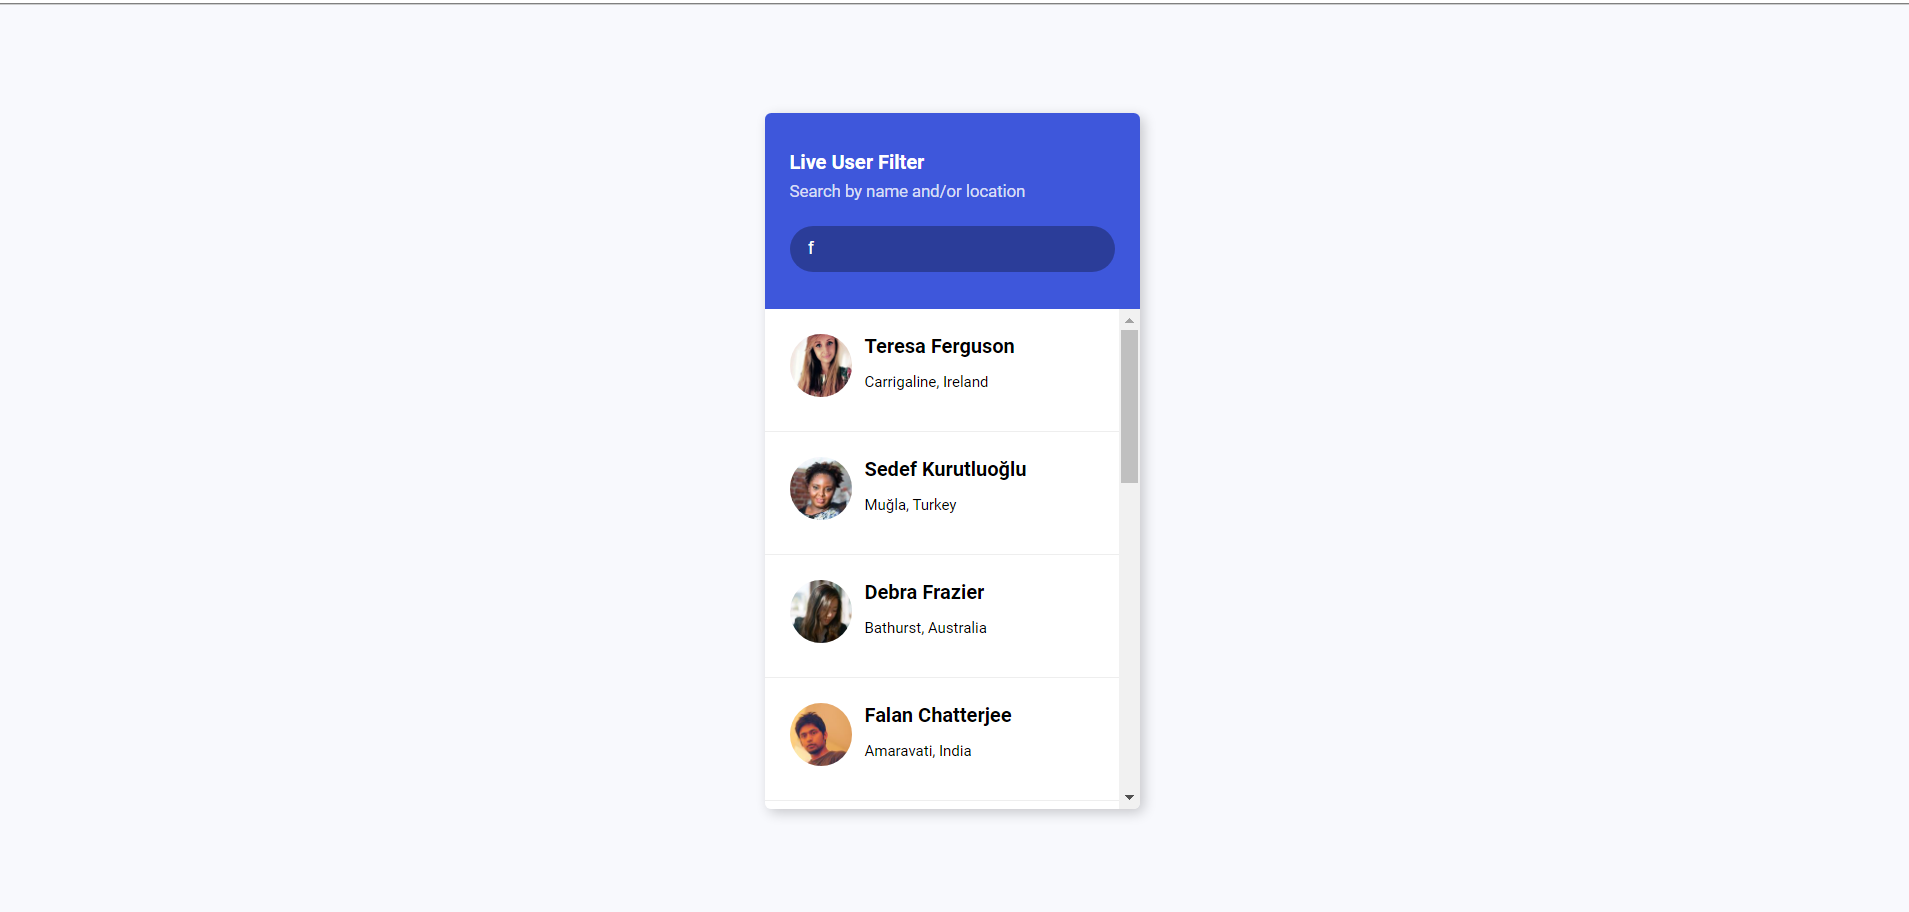 Live User Filter
Search by name and/or location
f
Teresa Ferguson
Carrigaline, Ireland
Sedef Kurutluoğlu
Muğla, Turkey
Debra Frazier
Bathurst, Australia
Falan Chatterjee
Amaravati, India